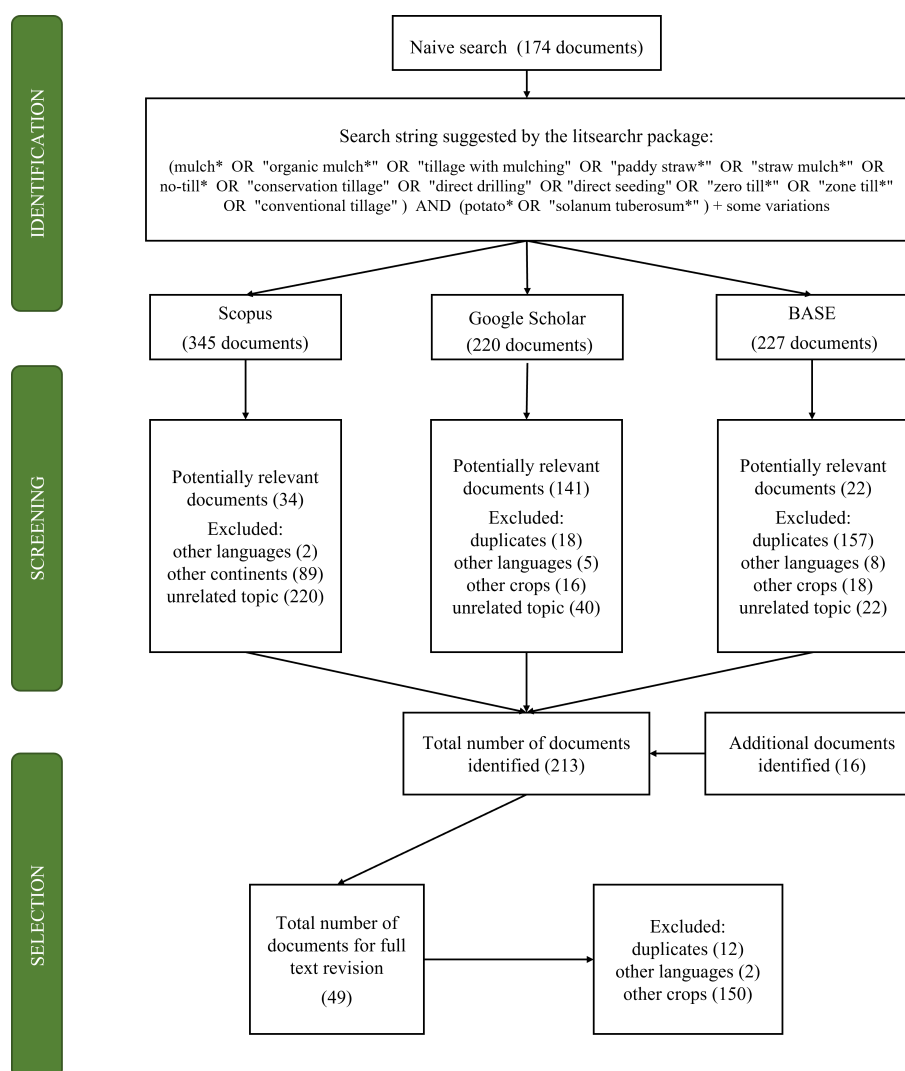 IDENTIFICATION
Naive search (174 documents)
Search string suggested by the litsearchr package:
(mulch* OR "organic mulch*" OR "tillage with mulching" OR "paddy straw*" OR "straw mulch*" OR
no-till* OR "conservation tillage" OR "direct drilling" OR "direct seeding" OR "zero till*" OR "zone till*"
OR "conventional tillage" ) AND (potato* OR "solanum tuberosum*" ) + some variations
Scopus
(345 documents)
Google Scholar
(220 documents)
BASE
(227 documents)
SCREENING
Potentially relevant
documents (34)
Excluded:
other languages (2)
other continents (89)
unrelated topic (220)
Potentially relevant
documents (141)
Excluded:
duplicates (18)
other languages (5)
other crops (16)
unrelated topic (40)
Potentially relevant
documents (22)
Excluded:
duplicates (157)
other languages (8)
other crops (18)
unrelated topic (22)
Total number of documents
identified (213)
Additional documents
identified (16)
SELECTION
Total number of
documents for full
text revision
(49)
Excluded:
duplicates (12)
other languages (2)
other crops (150)